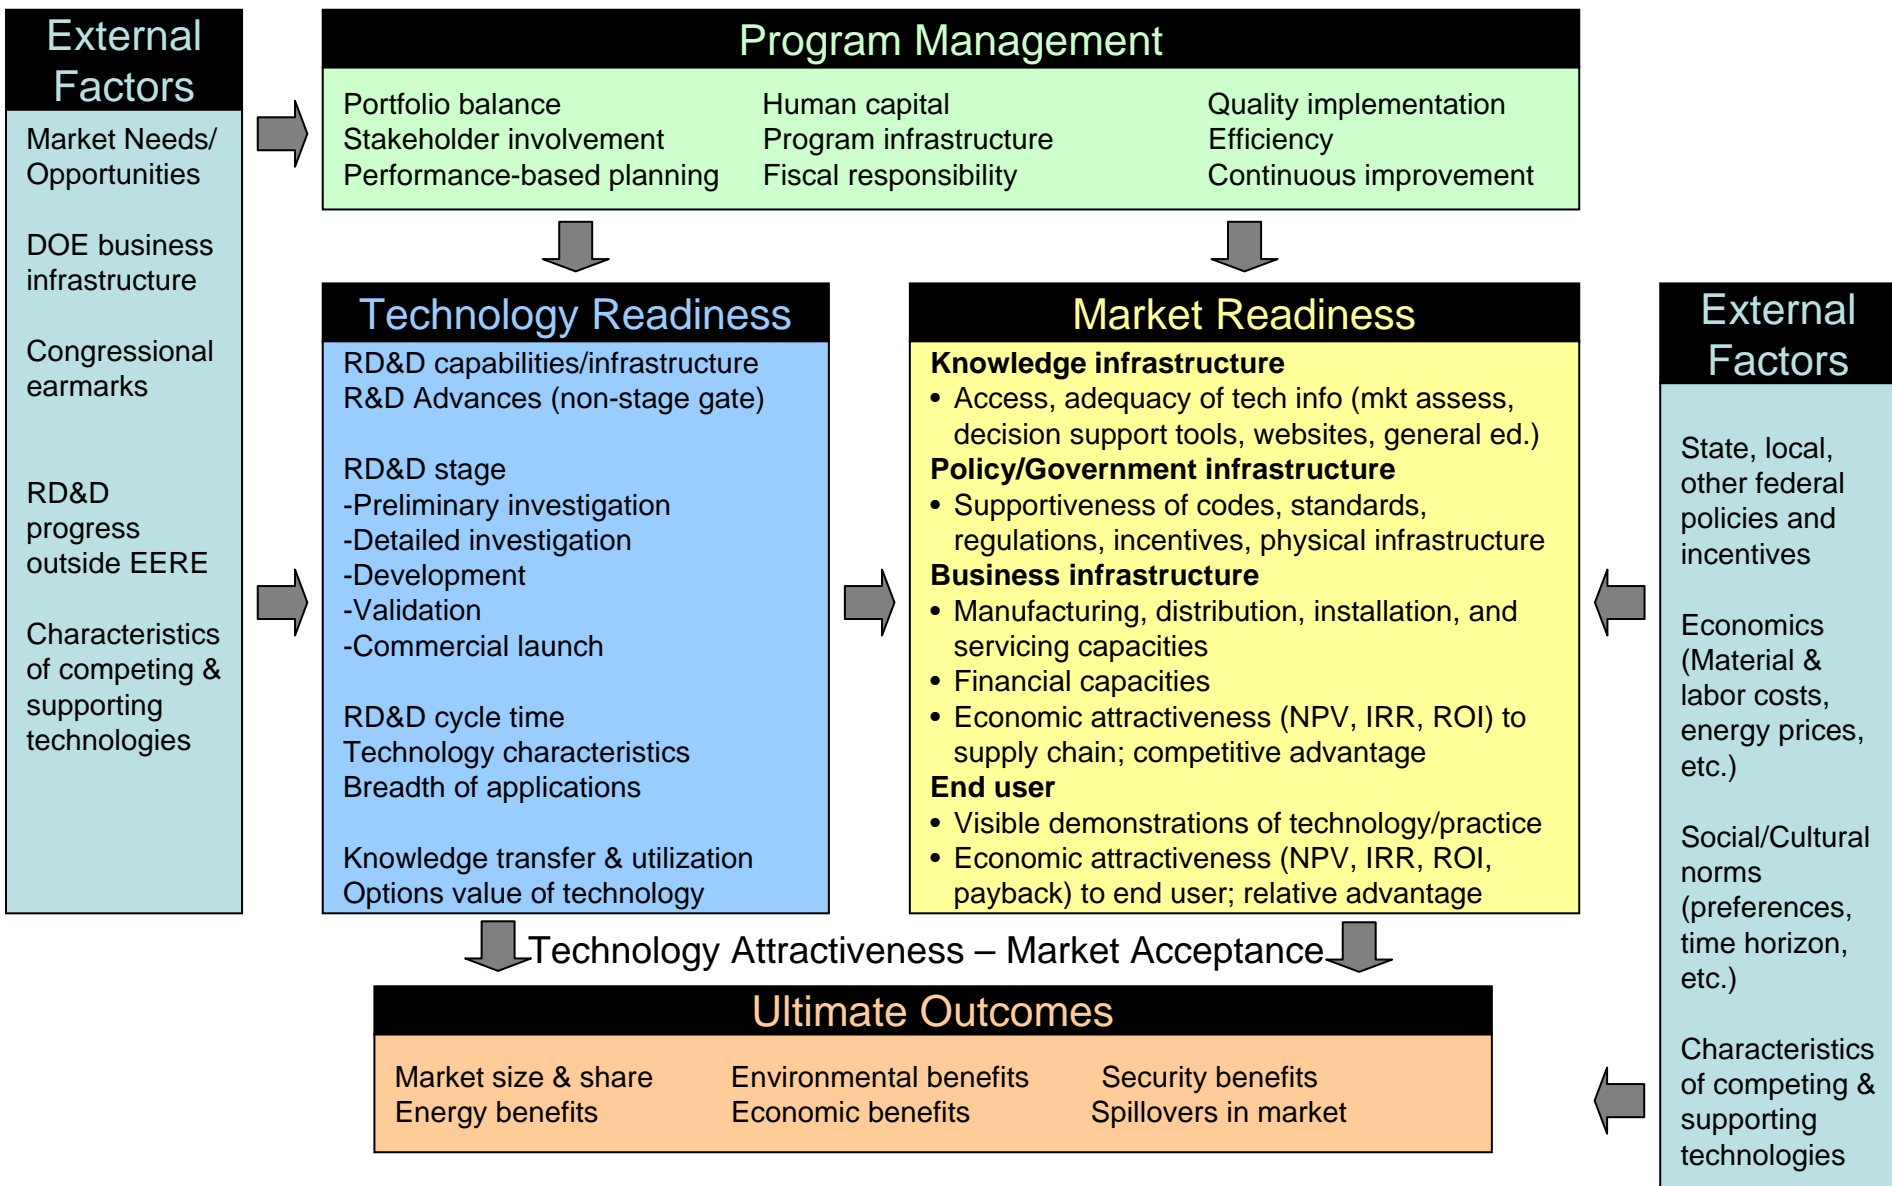 External
Factors
Market Needs/
Opportunities
DOE business
infrastructure
Congressional
earmarks
RD&D
progress
outside EERE
Characteristics
of competing &
supporting
technologies
Program Management
Portfolio balance
Stakeholder involvement
Performance-based planning
Human capital
Program infrastructure
Fiscal responsibility
Quality implementation
Efficiency
Continuous improvement
Technology Readiness
RD&D capabilities/infrastructure
R&D Advances (non-stage gate)
RD&D stage
-Preliminary investigation
-Detailed investigation
-Development
-Validation
-Commercial launch
RD&D cycle time
Technology characteristics
Breadth of applications
Knowledge transfer & utilization
Options value of technology
Market Readiness
Knowledge infrastructure
• Access, adequacy of tech info (mkt assess,
decision support tools, websites, general ed.)
Policy/Government infrastructure
• Supportiveness of codes, standards,
regulations, incentives, physical infrastructure
Business infrastructure
• Manufacturing, distribution, installation, and
servicing capacities
• Financial capacities
• Economic attractiveness (NPV, IRR, ROI) to
supply chain; competitive advantage
End user
• Visible demonstrations of technology/practice
• Economic attractiveness (NPV, IRR, ROI,
payback) to end user; relative advantage
External
Factors
State, local,
other federal
policies and
incentives
Economics
(Material &
labor costs,
energy prices,
etc.)
Social/Cultural
norms
(preferences,
time horizon,
etc.)
Characteristics
of competing &
supporting
technologies
Technology Attractiveness – Market Acceptance
Ultimate Outcomes
Market size & share
Energy benefits
Environmental benefits
Economic benefits
Security benefits
Spillovers in market